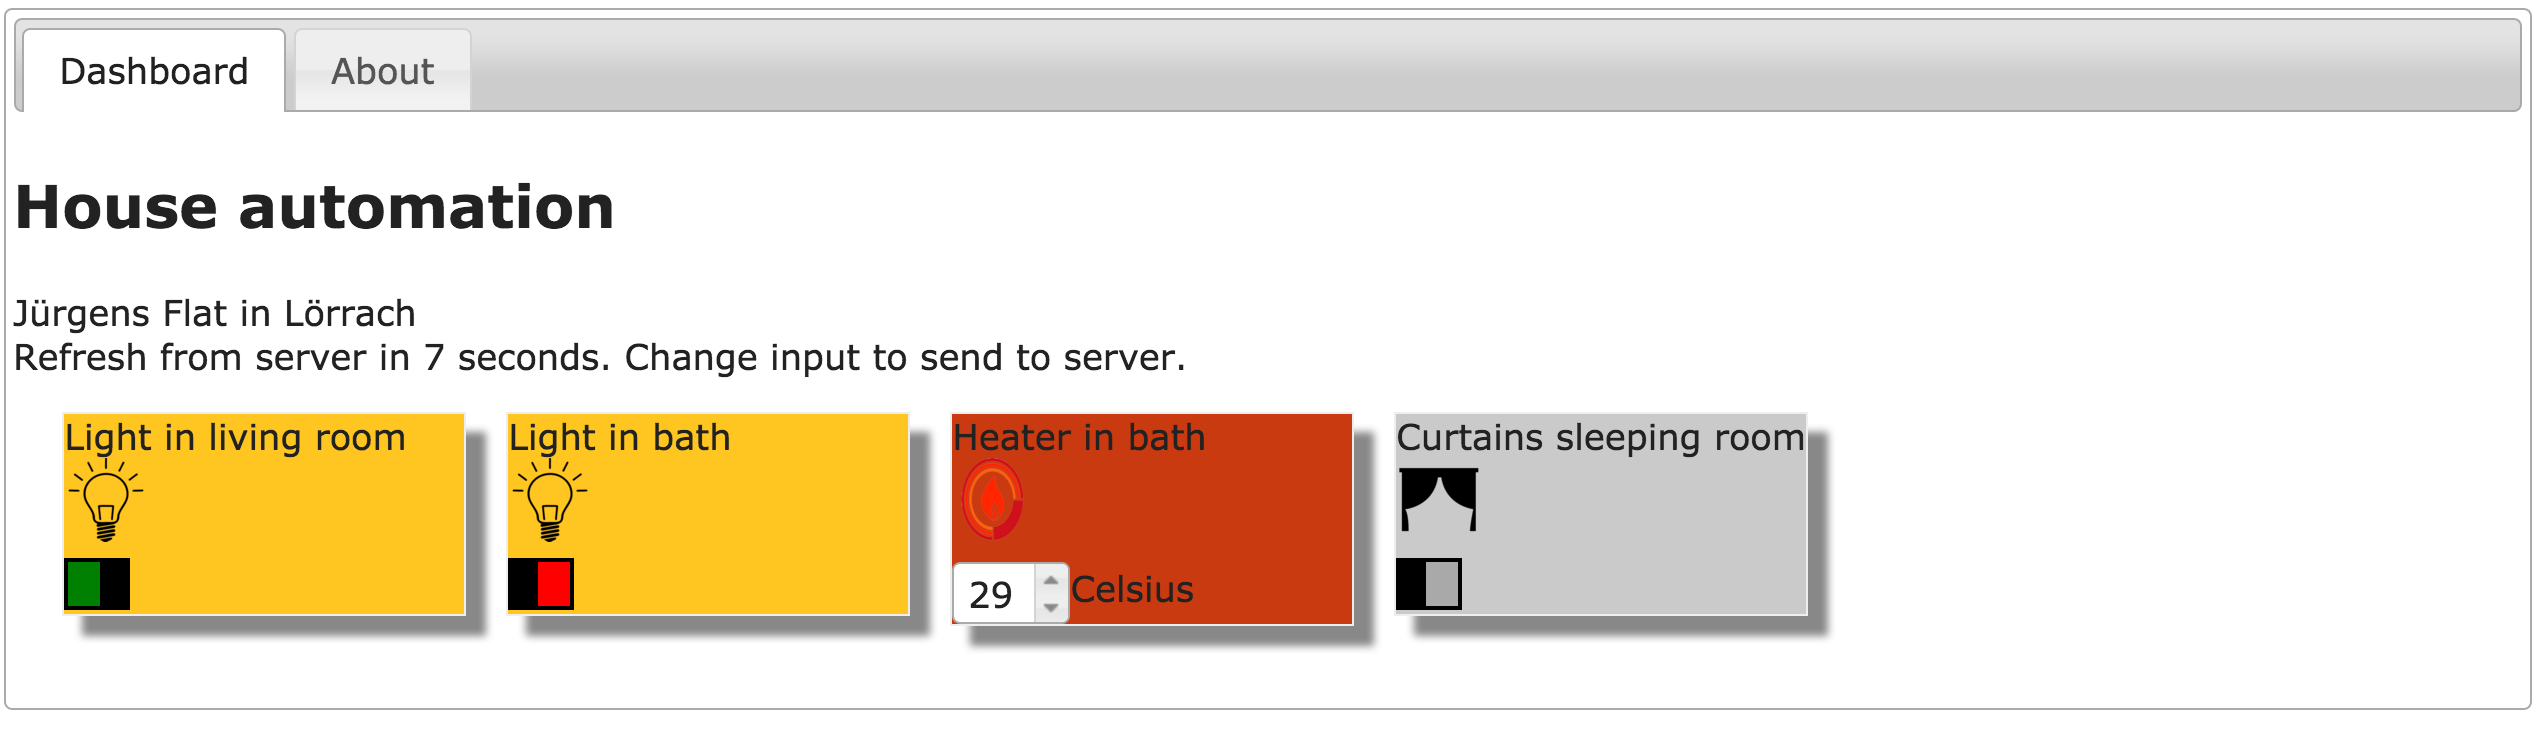 Dashboard About
House automation
Jürgens Flat in Lörrach
Refresh from server in 7 seconds. Change input to send to server.
Light in living room
Light in bath
Heater in bath
29 Celsius
Curtains sleeping room